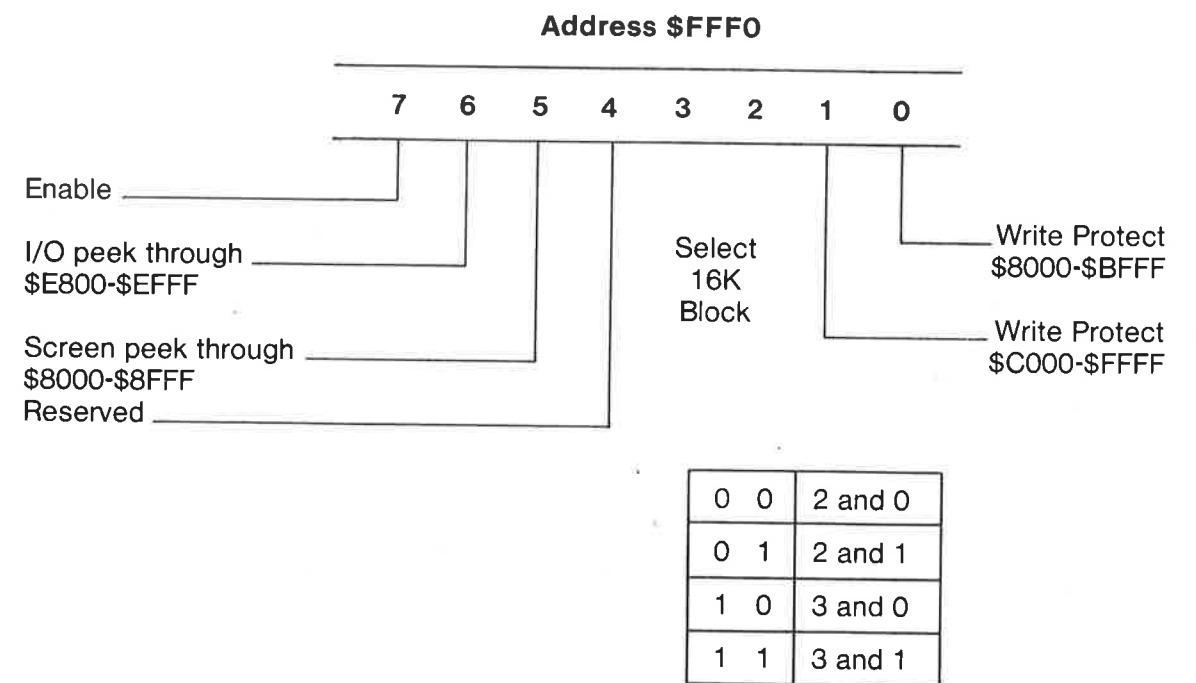 Address $FFF0
7 6 5 4 3 2 1 0
Enable
I/O peek through
$E800-$EFFF
Screen peek through
$8000-$8FFF
Reserved
Select
16K
Block
Write Protect
$8000-$BFFF
Write Protect
$C000-$FFFF
0 0 2 and 0
0 1 2 and 1
1 0 3 and 0
1 1 3 and 1